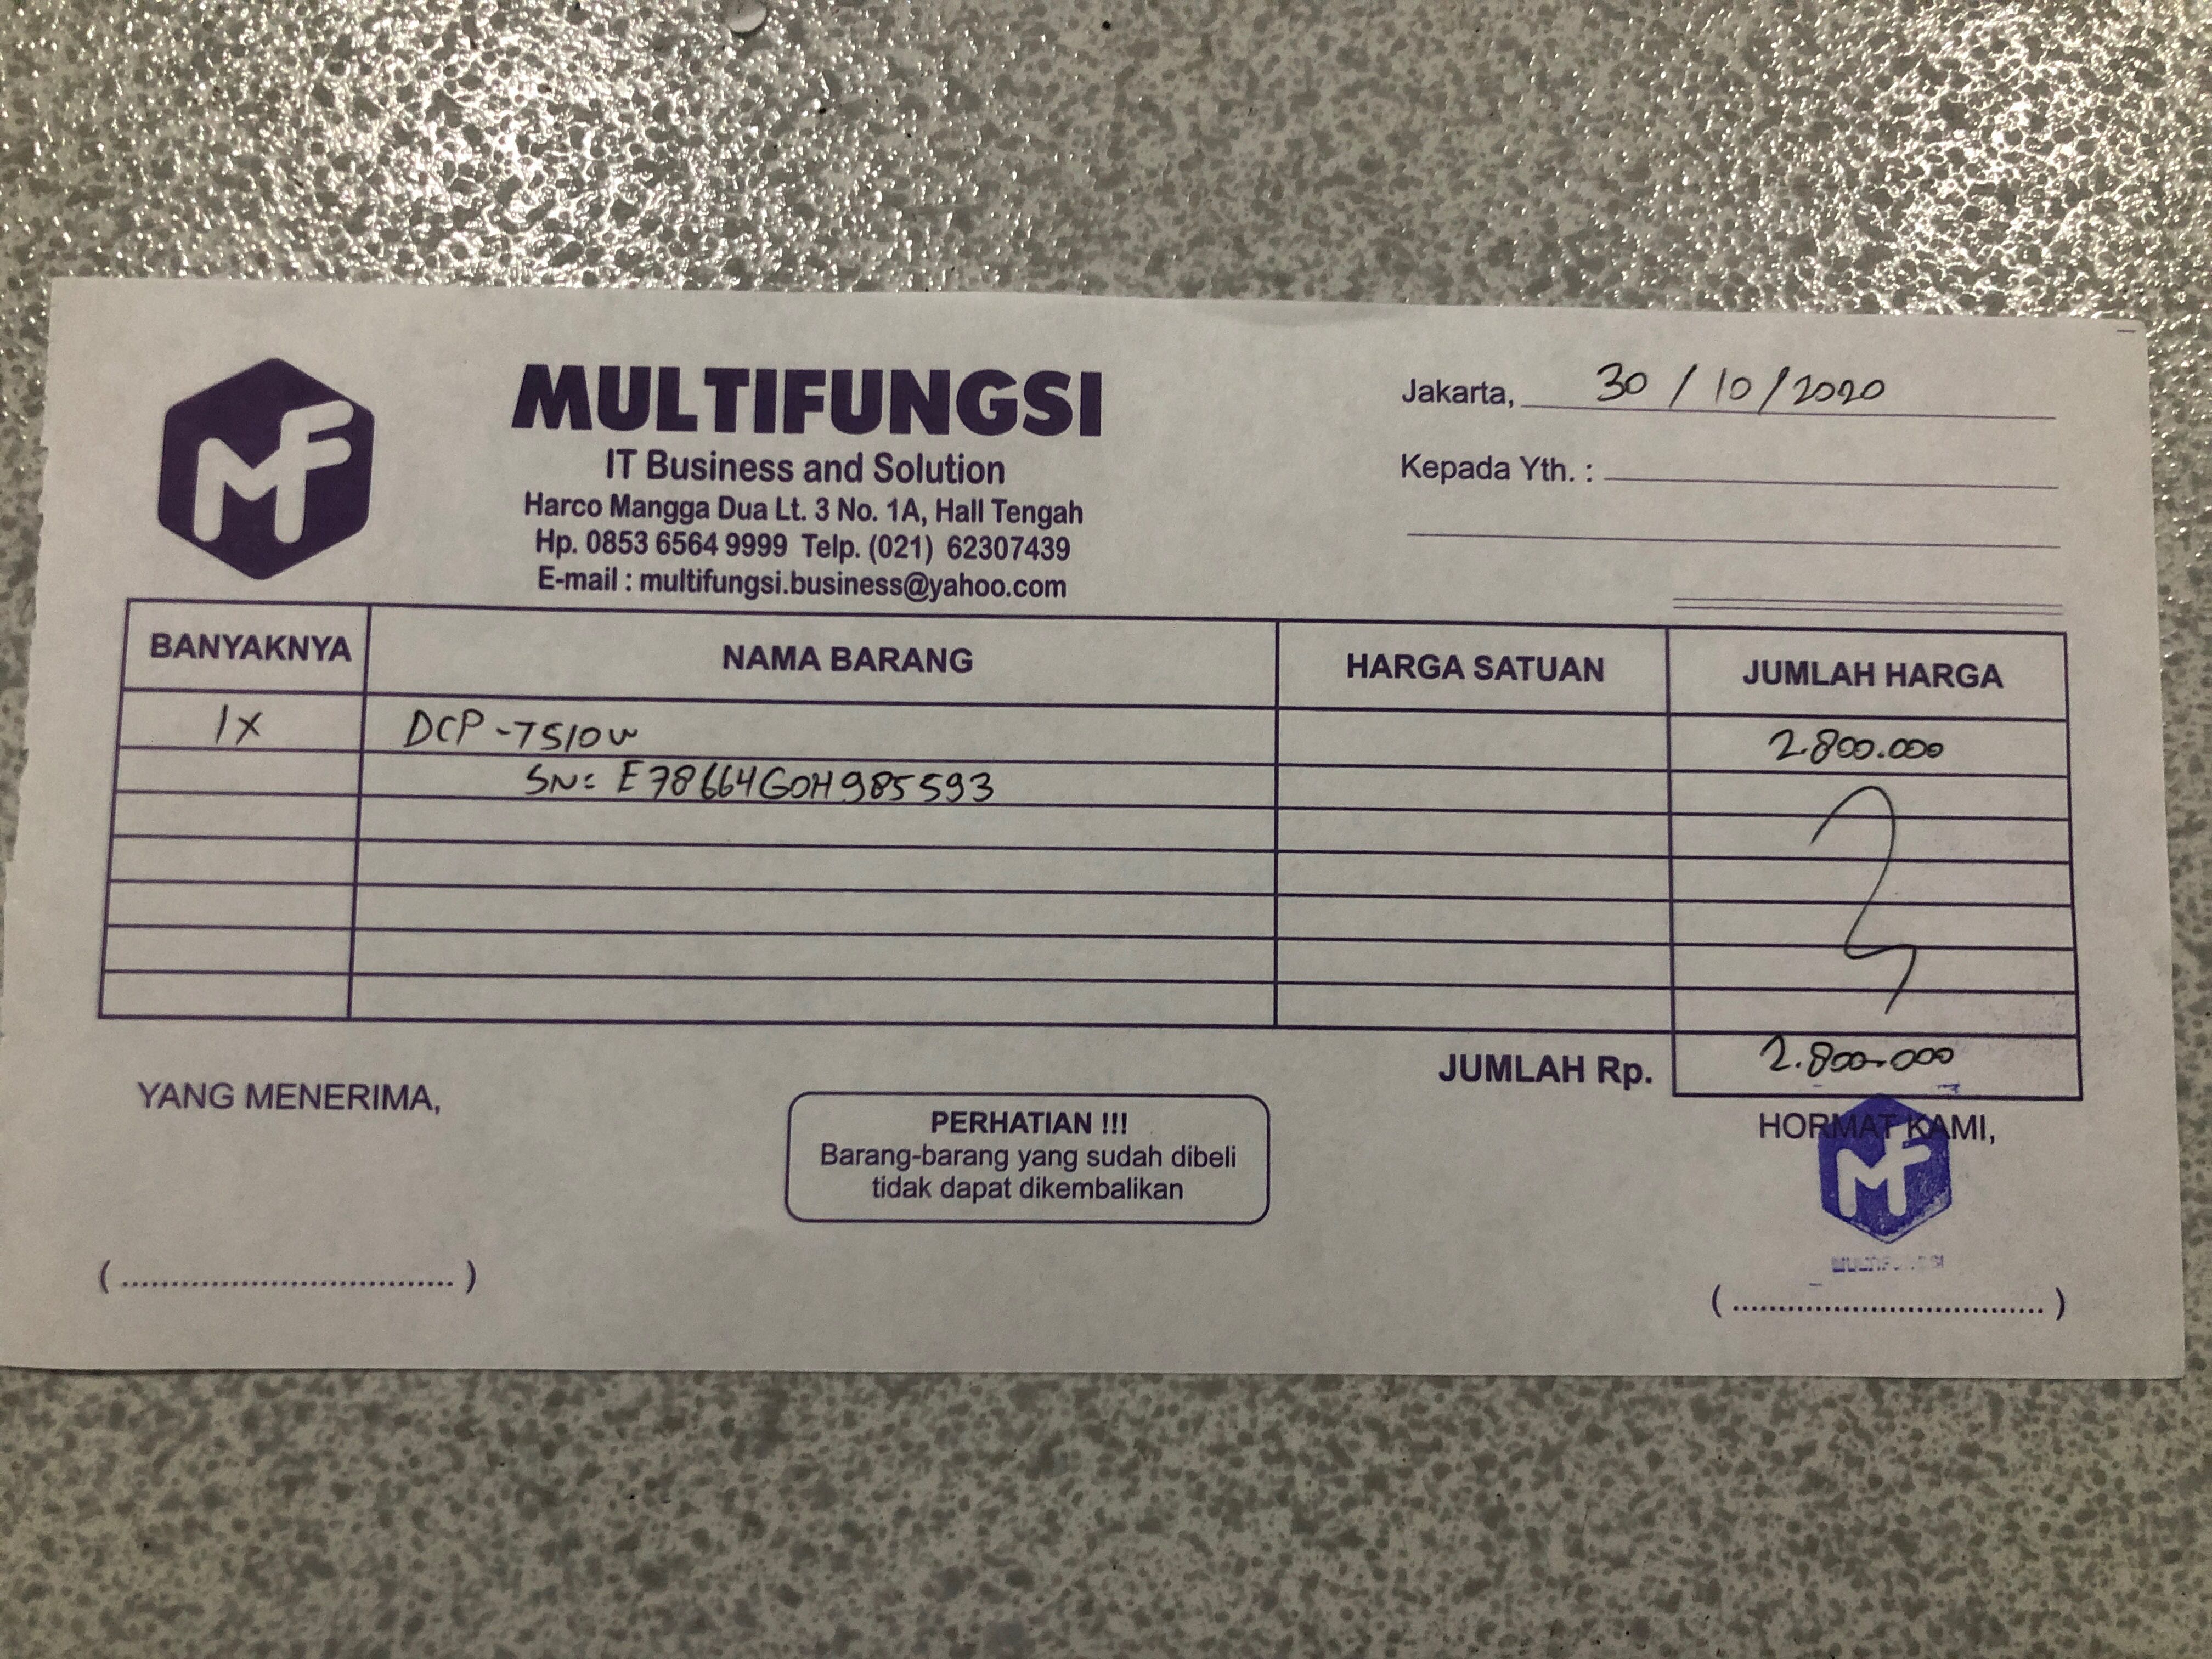 MF
MULTIFUNGSI
IT Business and Solution
Harco Mangga Dua Lt. 3 No. 1A, Hall Tengah
Hp. 0853 6564 9999 Telp. (021) 62307439
E-mail : multifungsi.business@yahoo.com
Jakarta, 30 / 10 / 2020
Kepada Yth. :
BANYAKNYA NAMA BARANG HARGA SATUAN JUMLAH HARGA
1X DCP-T510W 2.800.000
SN: E78664G0H985593
JUMLAH Rp. 2.800.000
YANG MENERIMA,
PERHATIAN !!!
Barang-barang yang sudah dibeli
tidak dapat dikembalikan
HORMAT KAMI,
MF
MULTIFUNGSI
(................................)
(................................)